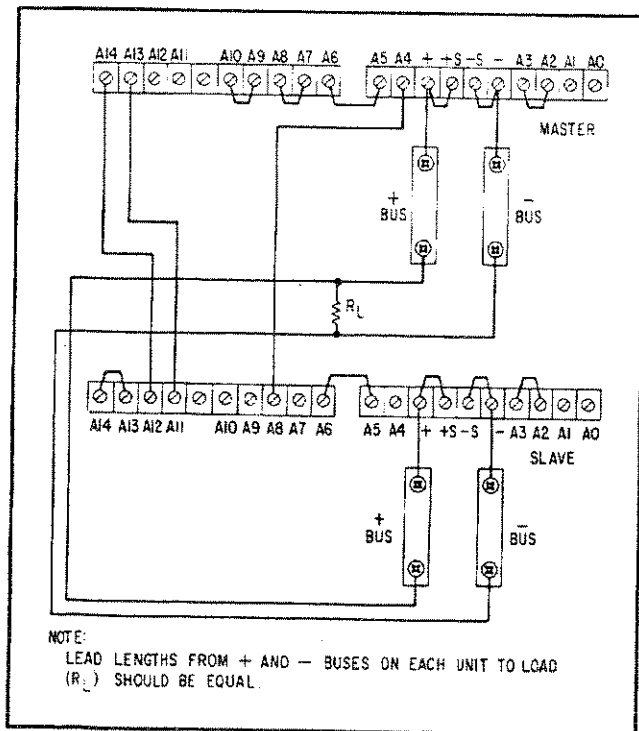 A14 A13 A12 A11 A10 A9 A8 A7 A6 A5 A4 + +S -S - A3 A2 A1 A0
MASTER
+
BUS
-
BUS
RL
A14 A13 A12 A11 A10 A9 A8 A7 A6 A5 A4 + +S -S - A3 A2 A1 A0
SLAVE
+
BUS
-
BUS
NOTE:
LEAD LENGTHS FROM + AND - BUSES ON EACH UNIT TO LOAD
(RL) SHOULD BE EQUAL.